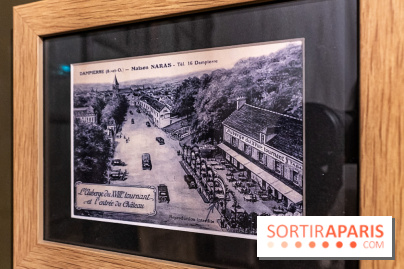 DAMPIERRE (S.-et-O.) — Maison NARAS - Tél. 16 Dampierre
L'Auberge du XVIIIe tournant
et l'entrée du Château
SORTIRAPARIS
.COM